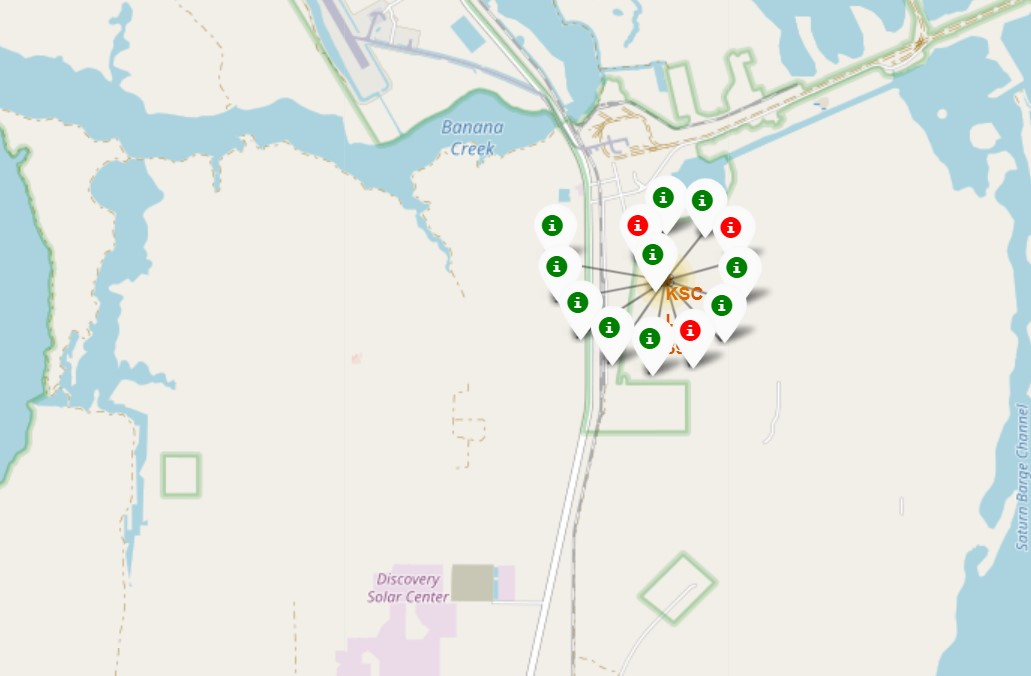 Banana
Creek
KSC
L
Saturn Barge Channel
Discovery
Solar Center